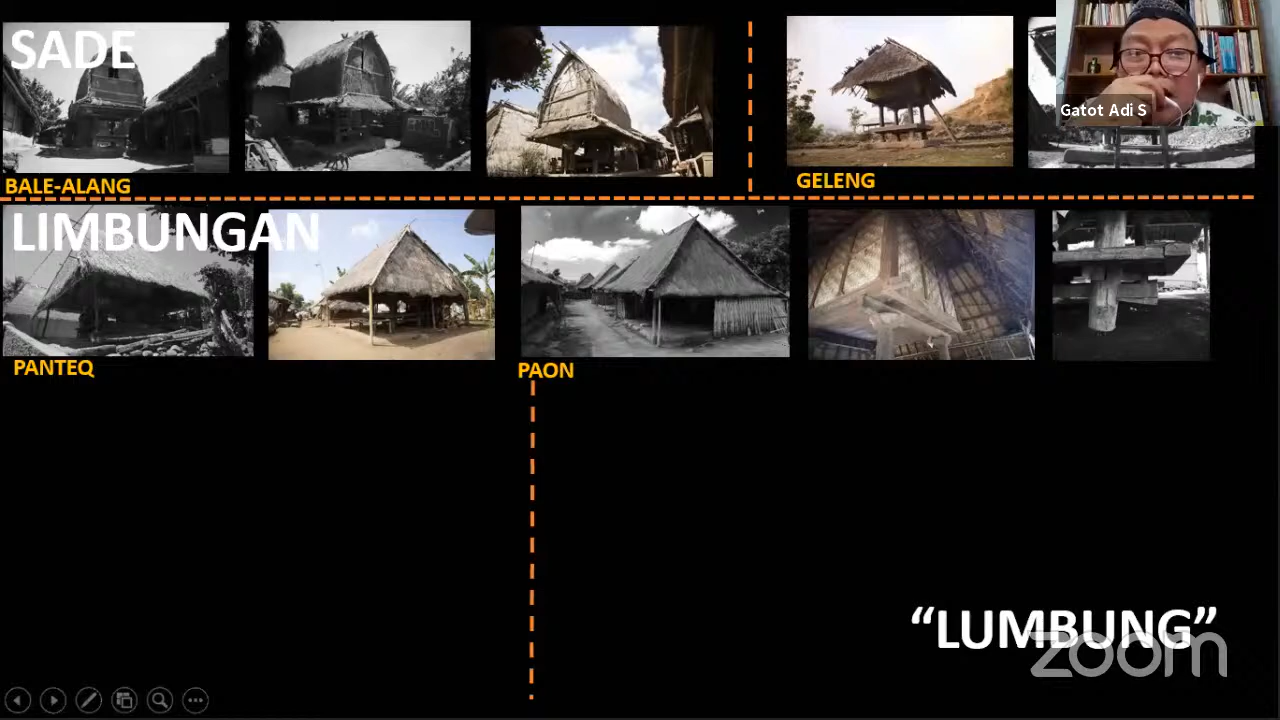 SADE
Gatot Adi S
BALE-ALANG
GELENG
LIMBUNGAN
PANTEQ
PAON
“LUMBUNG”
zoom